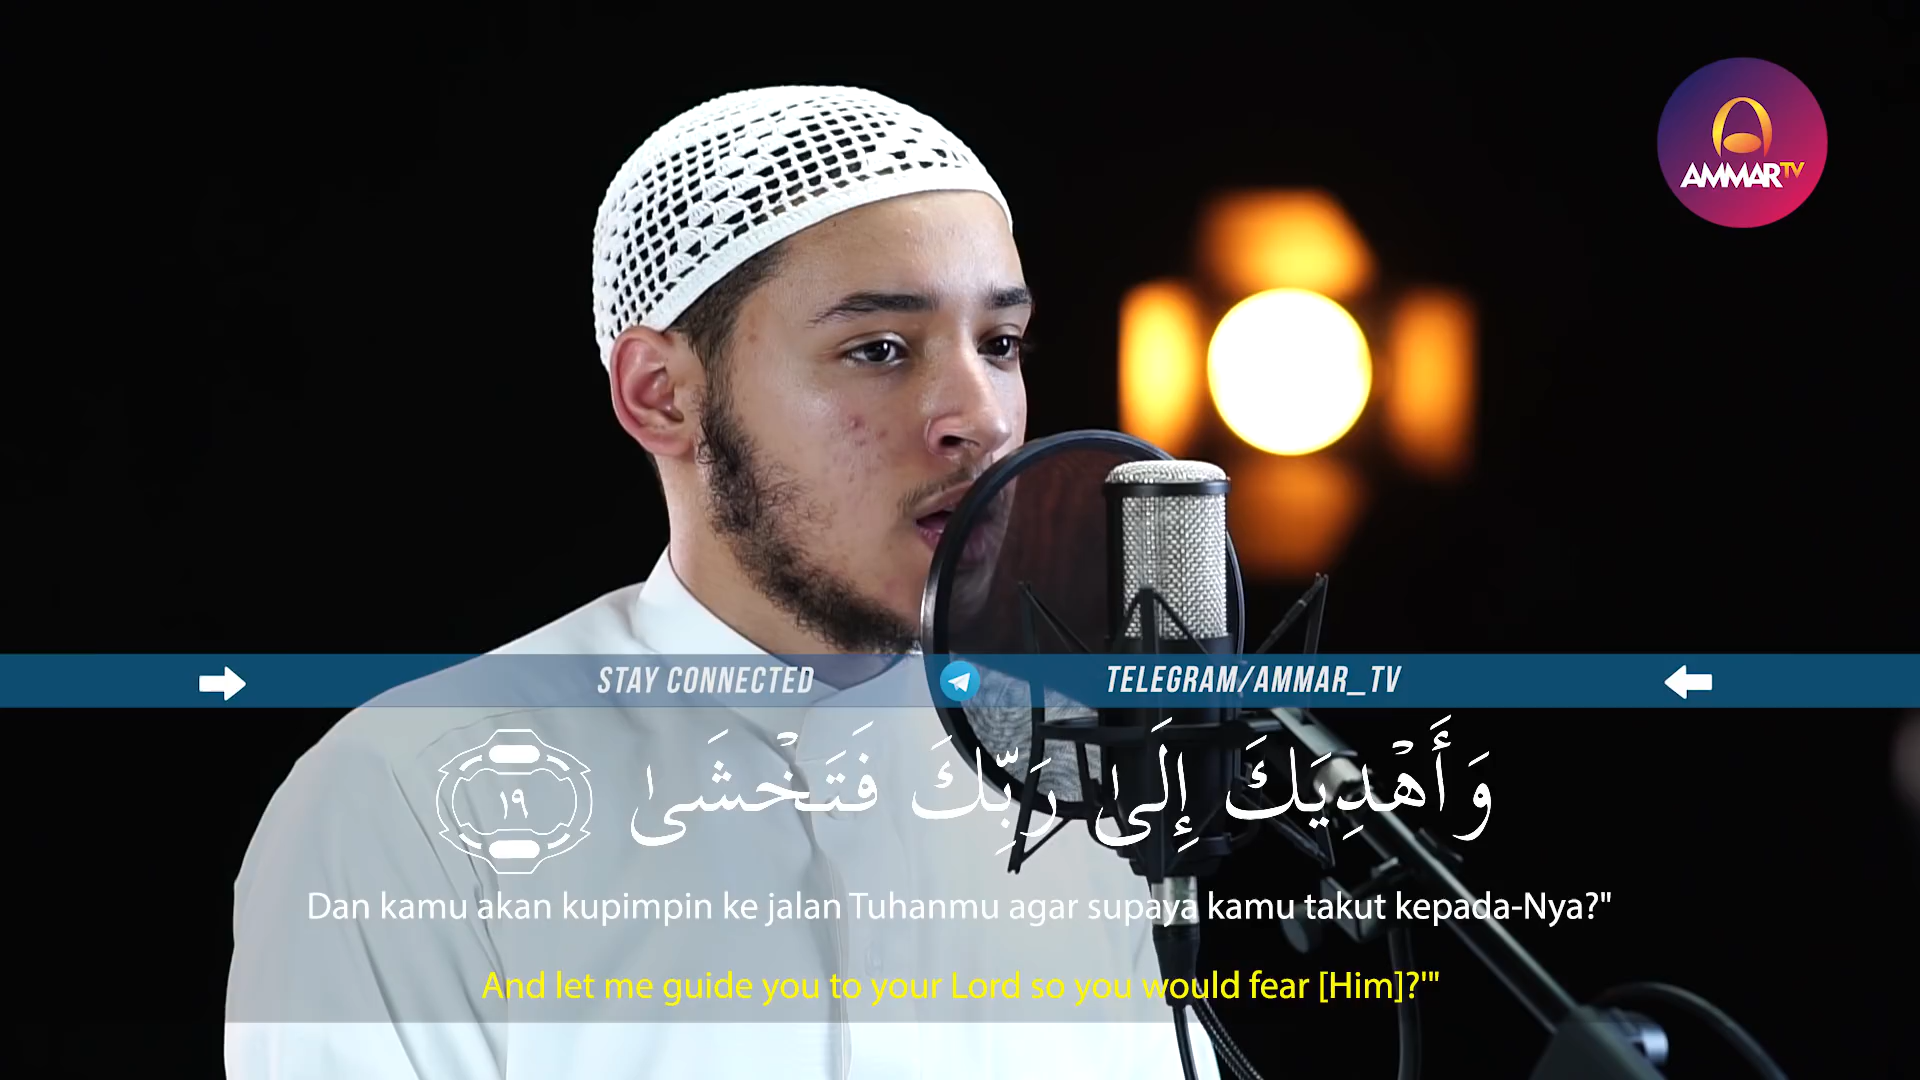 AMMARTV
STAY CONNECTED
TELEGRAM/AMMAR_TV
وَأَهْدِيَكَ إِلَىٰ رَبِّكَ فَتَخْشَىٰ ١٩
Dan kamu akan kupimpin ke jalan Tuhanmu agar supaya kamu takut kepada-Nya?"
And let me guide you to your Lord so you would fear [Him]?'"